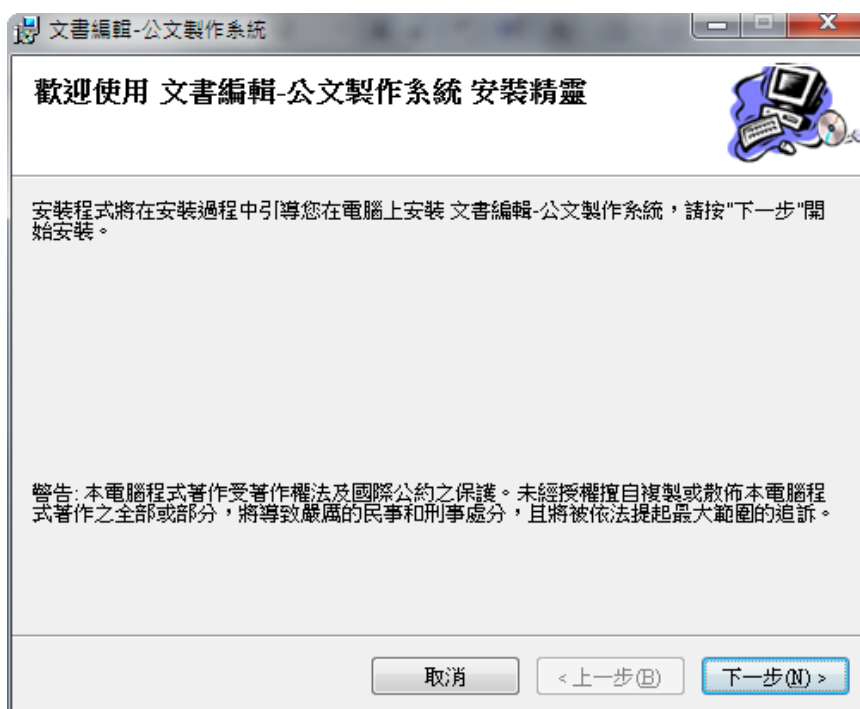 文書編輯-公文製作系統
歡迎使用 文書編輯-公文製作系統 安裝精靈
安裝程式將在安裝過程中引導您在電腦上安裝 文書編輯-公文製作系統，請按"下一步"開
始安裝。
警告: 本電腦程式著作受著作權法及國際公約之保護。未經授權擅自複製或散佈本電腦程
式著作之全部或部分，將導致嚴厲的民事和刑事處分，且將被依法提起最大範圍的追訴。
取消 <上一步(B) 下一步(N) >